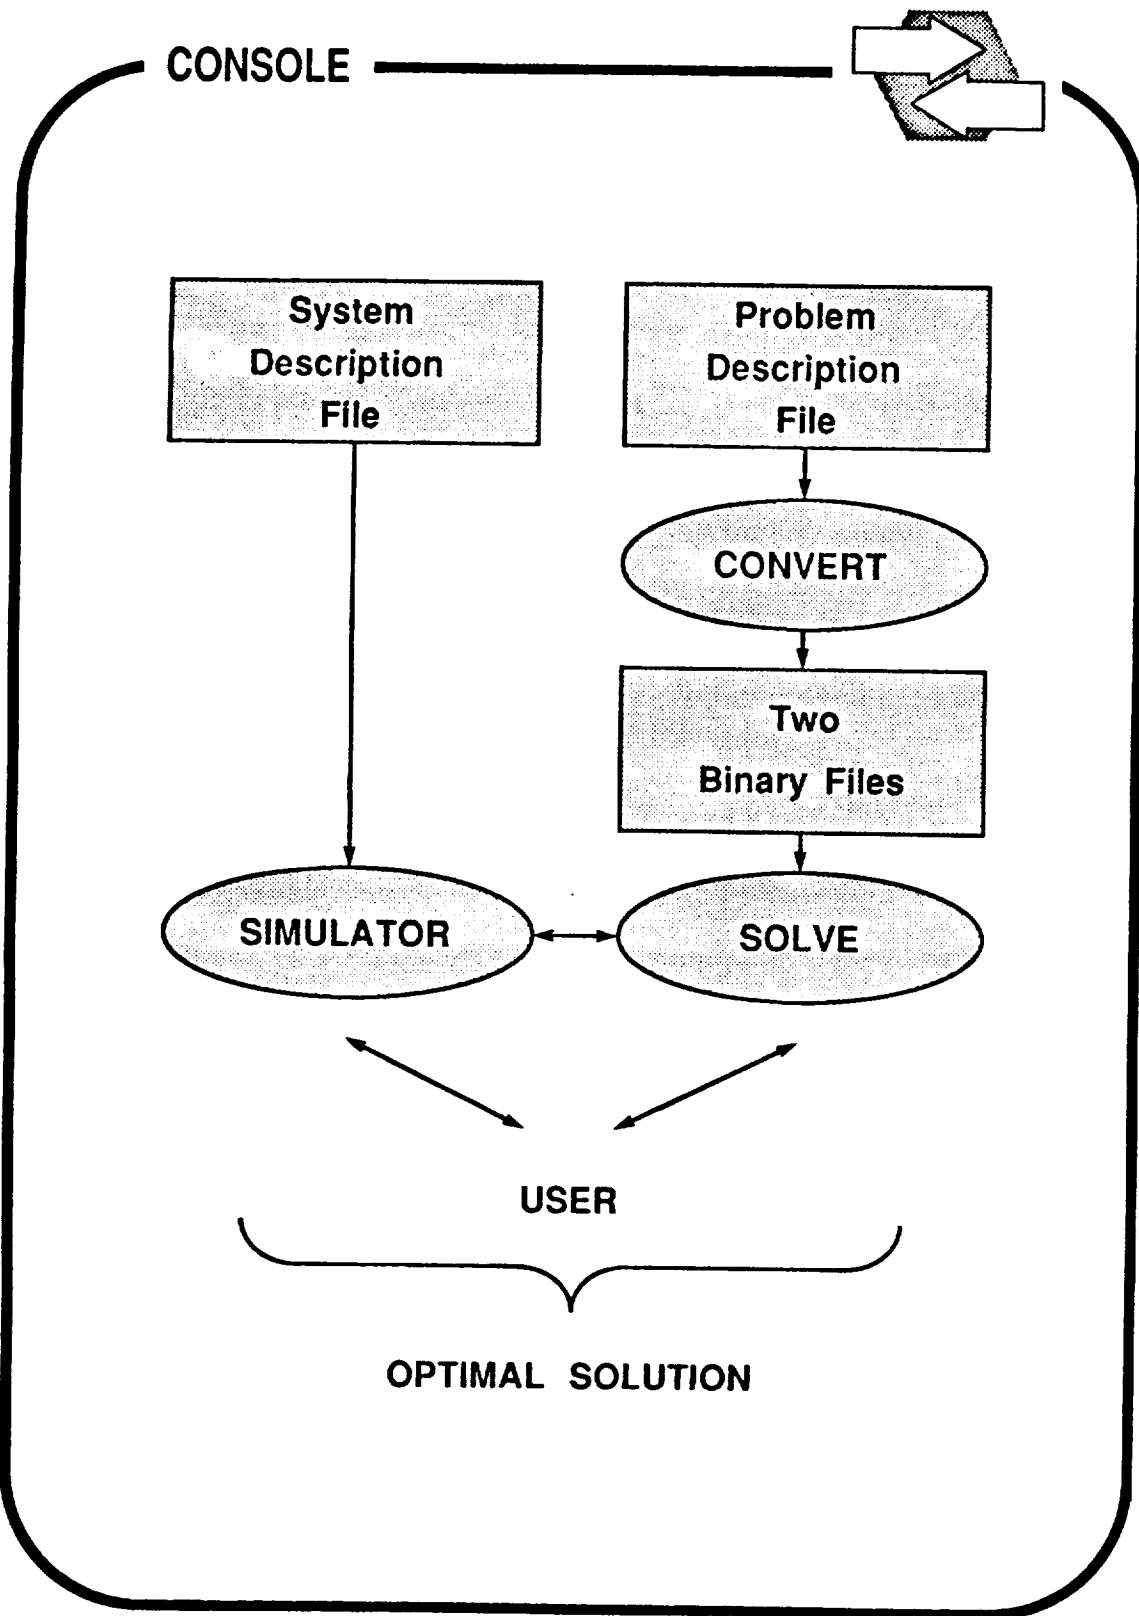 CONSOLE
System
Description
File
Problem
Description
File
CONVERT
Two
Binary Files
SIMULATOR
SOLVE
USER
OPTIMAL SOLUTION